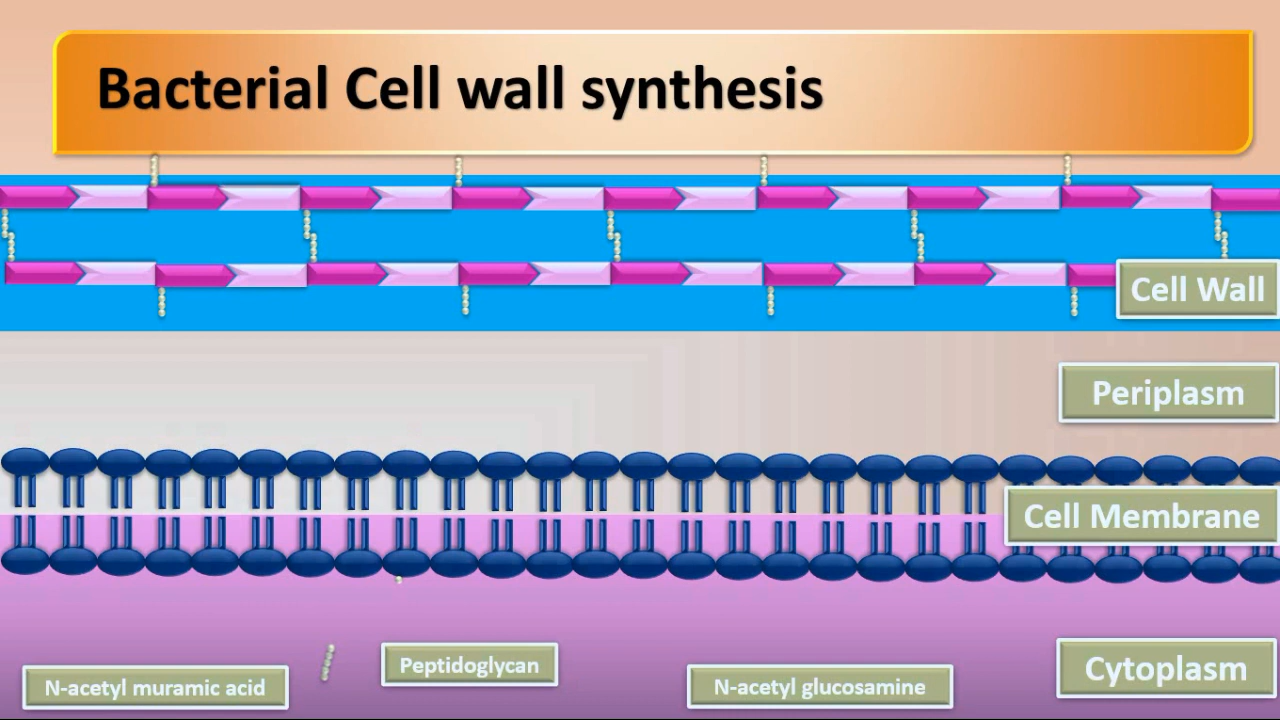 Bacterial Cell wall synthesis
Cell Wall
Periplasm
Cell Membrane
Peptidoglycan
Cytoplasm
N-acetyl muramic acid
N-acetyl glucosamine